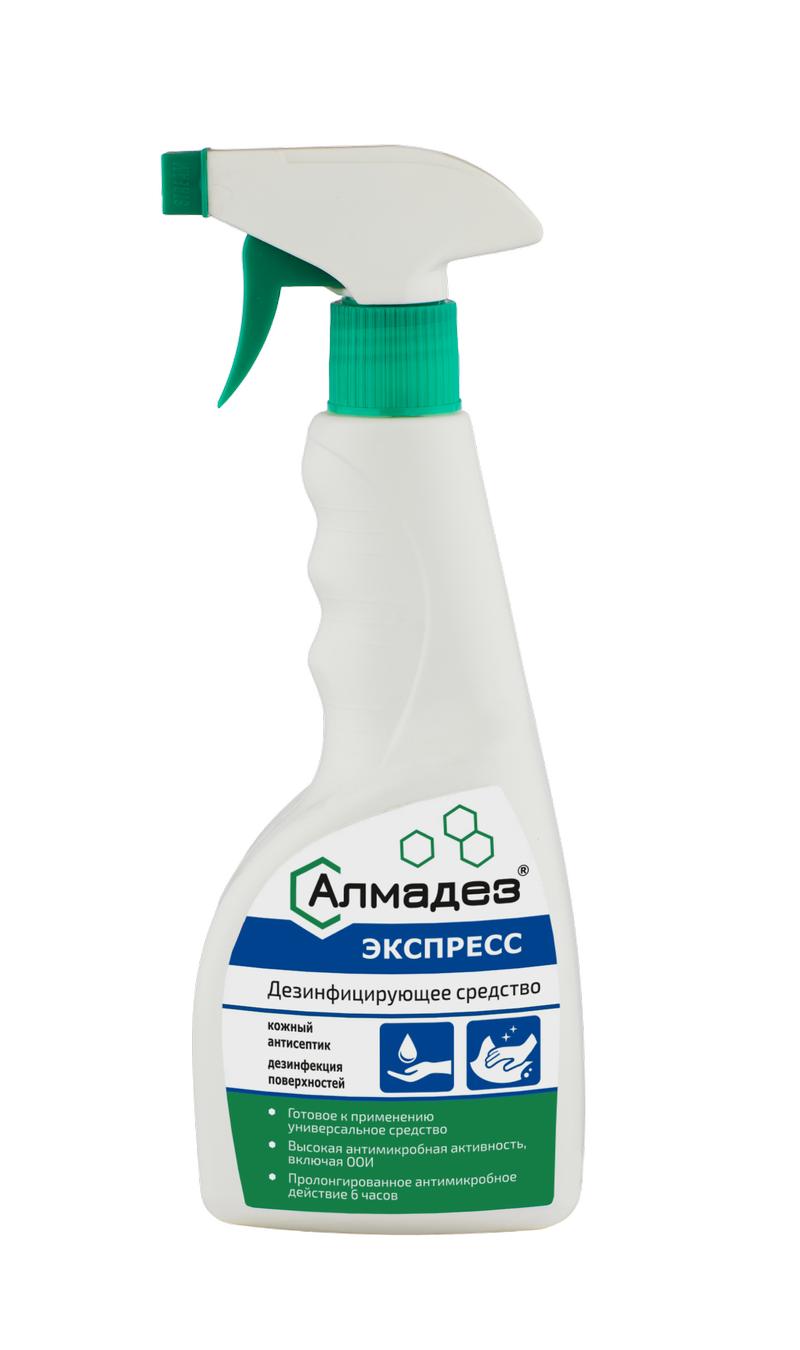 STREAM
Алмадез®
ЭКСПРЕСС
Дезинфицирующее средство
кожный
антисептик
дезинфекция
поверхностей
Готовое к применению
универсальное средство
Высокая антимикробная активность,
включая ООИ
Пролонгированное антимикробное
действие 6 часов